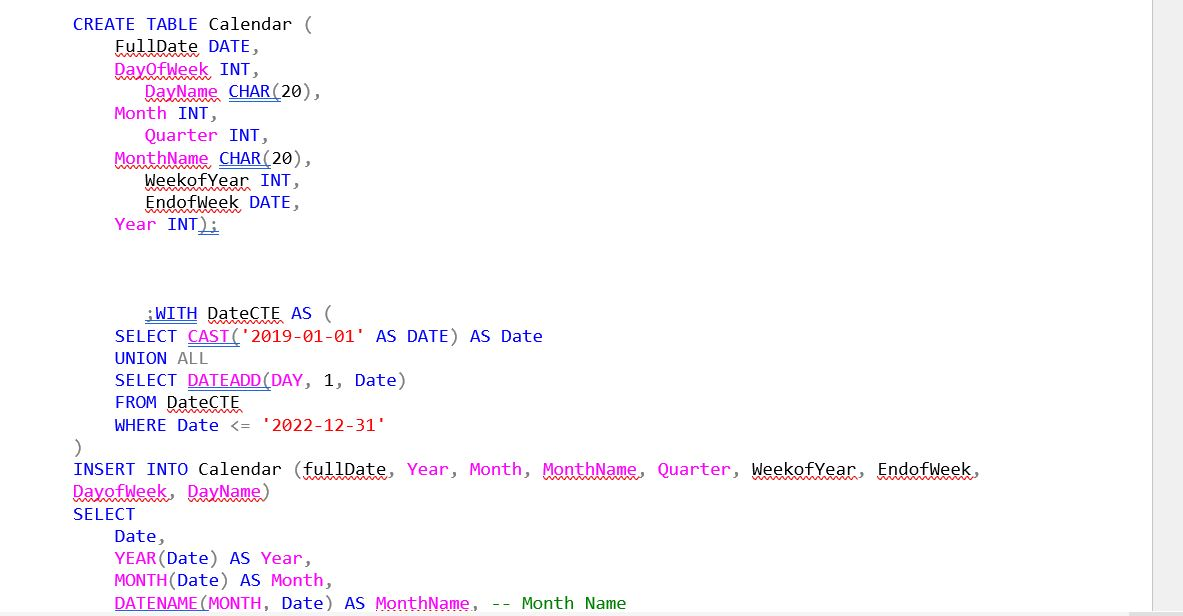 CREATE TABLE Calendar (
FullDate DATE,
DayOfWeek INT,
DayName CHAR(20),
Month INT,
Quarter INT,
MonthName CHAR(20),
WeekofYear INT,
EndofWeek DATE,
Year INT);
;WITH DateCTE AS (
SELECT CAST('2019-01-01' AS DATE) AS Date
UNION ALL
SELECT DATEADD(DAY, 1, Date)
FROM DateCTE
WHERE Date <= '2022-12-31'
)
INSERT INTO Calendar (fullDate, Year, Month, MonthName, Quarter, WeekofYear, EndofWeek,
DayofWeek, DayName)
SELECT
Date,
YEAR(Date) AS Year,
MONTH(Date) AS Month,
DATENAME(MONTH, Date) AS MonthName, -- Month Name